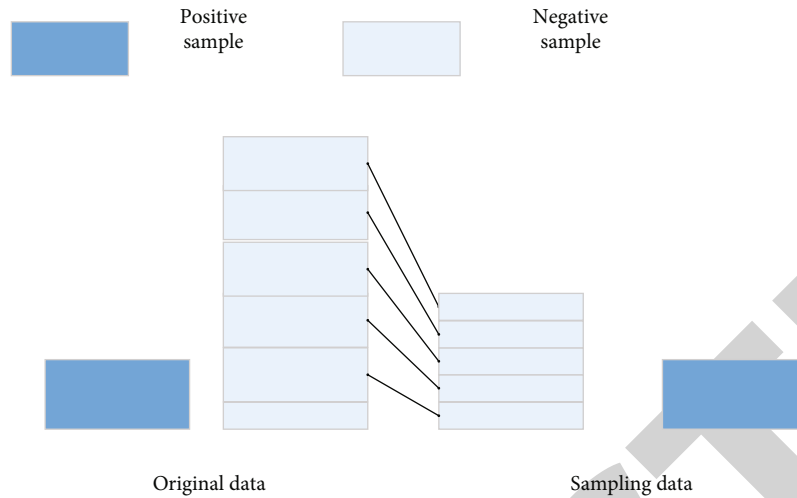 Positive
sample
Negative
sample
Original data
Sampling data